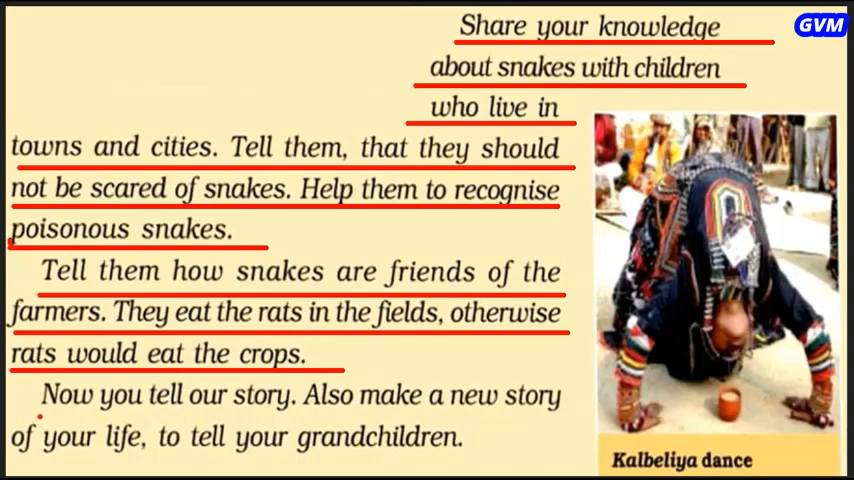 GVM
Share your knowledge
about snakes with children
who live in
towns and cities. Tell them, that they should
not be scared of snakes. Help them to recognise
poisonous snakes.
Tell them how snakes are friends of the
farmers. They eat the rats in the fields, otherwise
rats would eat the crops.
Now you tell our story. Also make a new story
of your life, to tell your grandchildren.
Kalbeliya dance